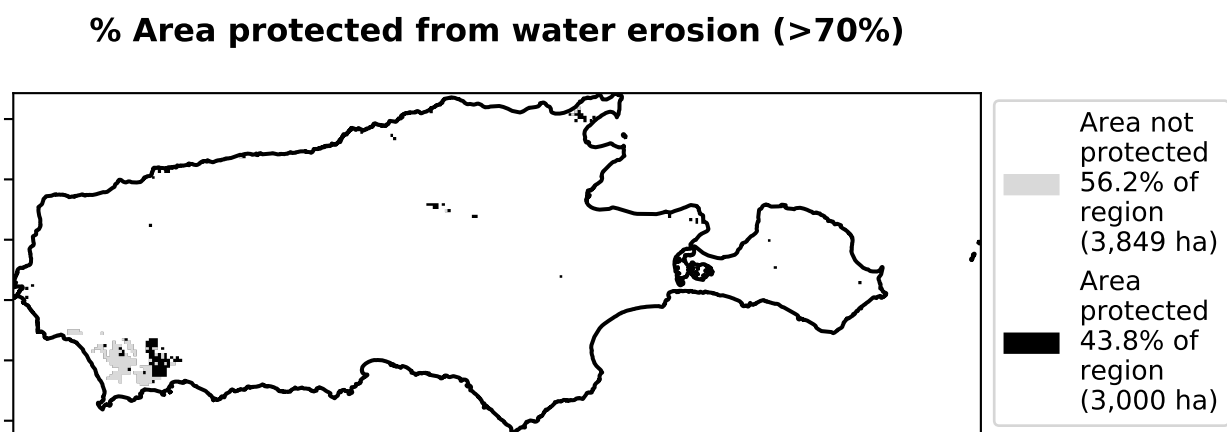 % Area protected from water erosion (>70%)
Area not
protected
56.2% of
region
(3,849 ha)
Area
protected
43.8% of
region
(3,000 ha)